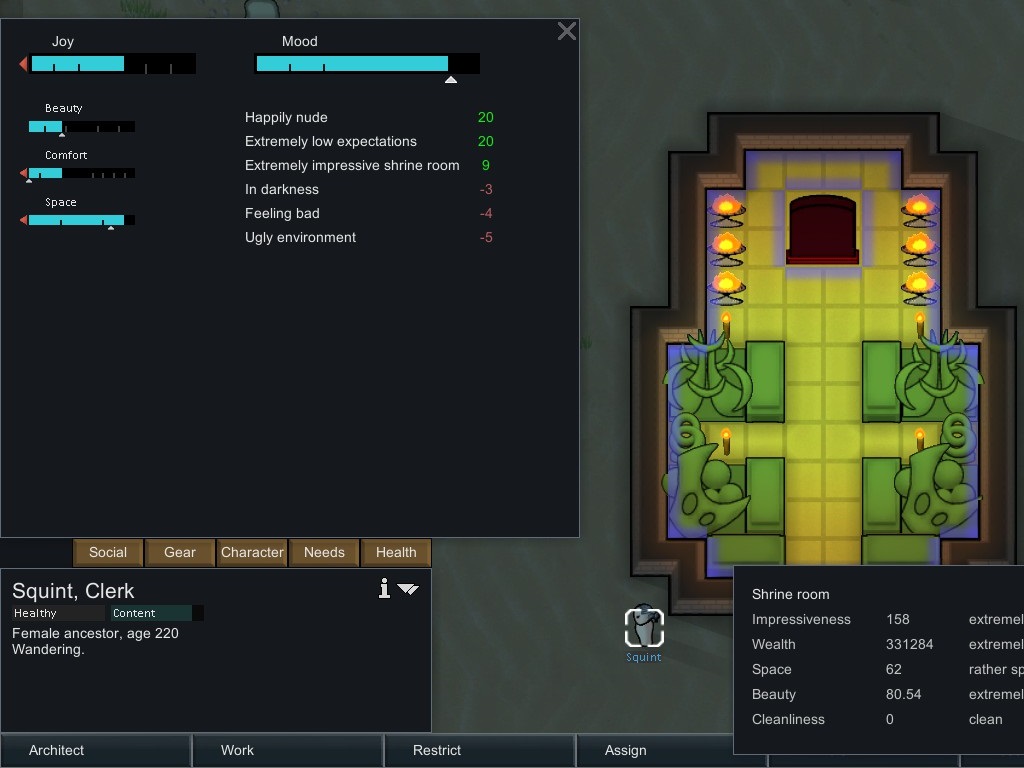 Joy
Mood
Beauty
Comfort
Space
Happily nude 20
Extremely low expectations 20
Extremely impressive shrine room 9
In darkness -3
Feeling bad -4
Ugly environment -5
Social Gear Character Needs Health
Squint, Clerk
Healthy Content
Female ancestor, age 220
Wandering.
Squint
Shrine room
Impressiveness 158 extremel
Wealth 331284 extremel
Space 62 rather sp
Beauty 80.54 extremel
Cleanliness 0 clean
Architect Work Restrict Assign